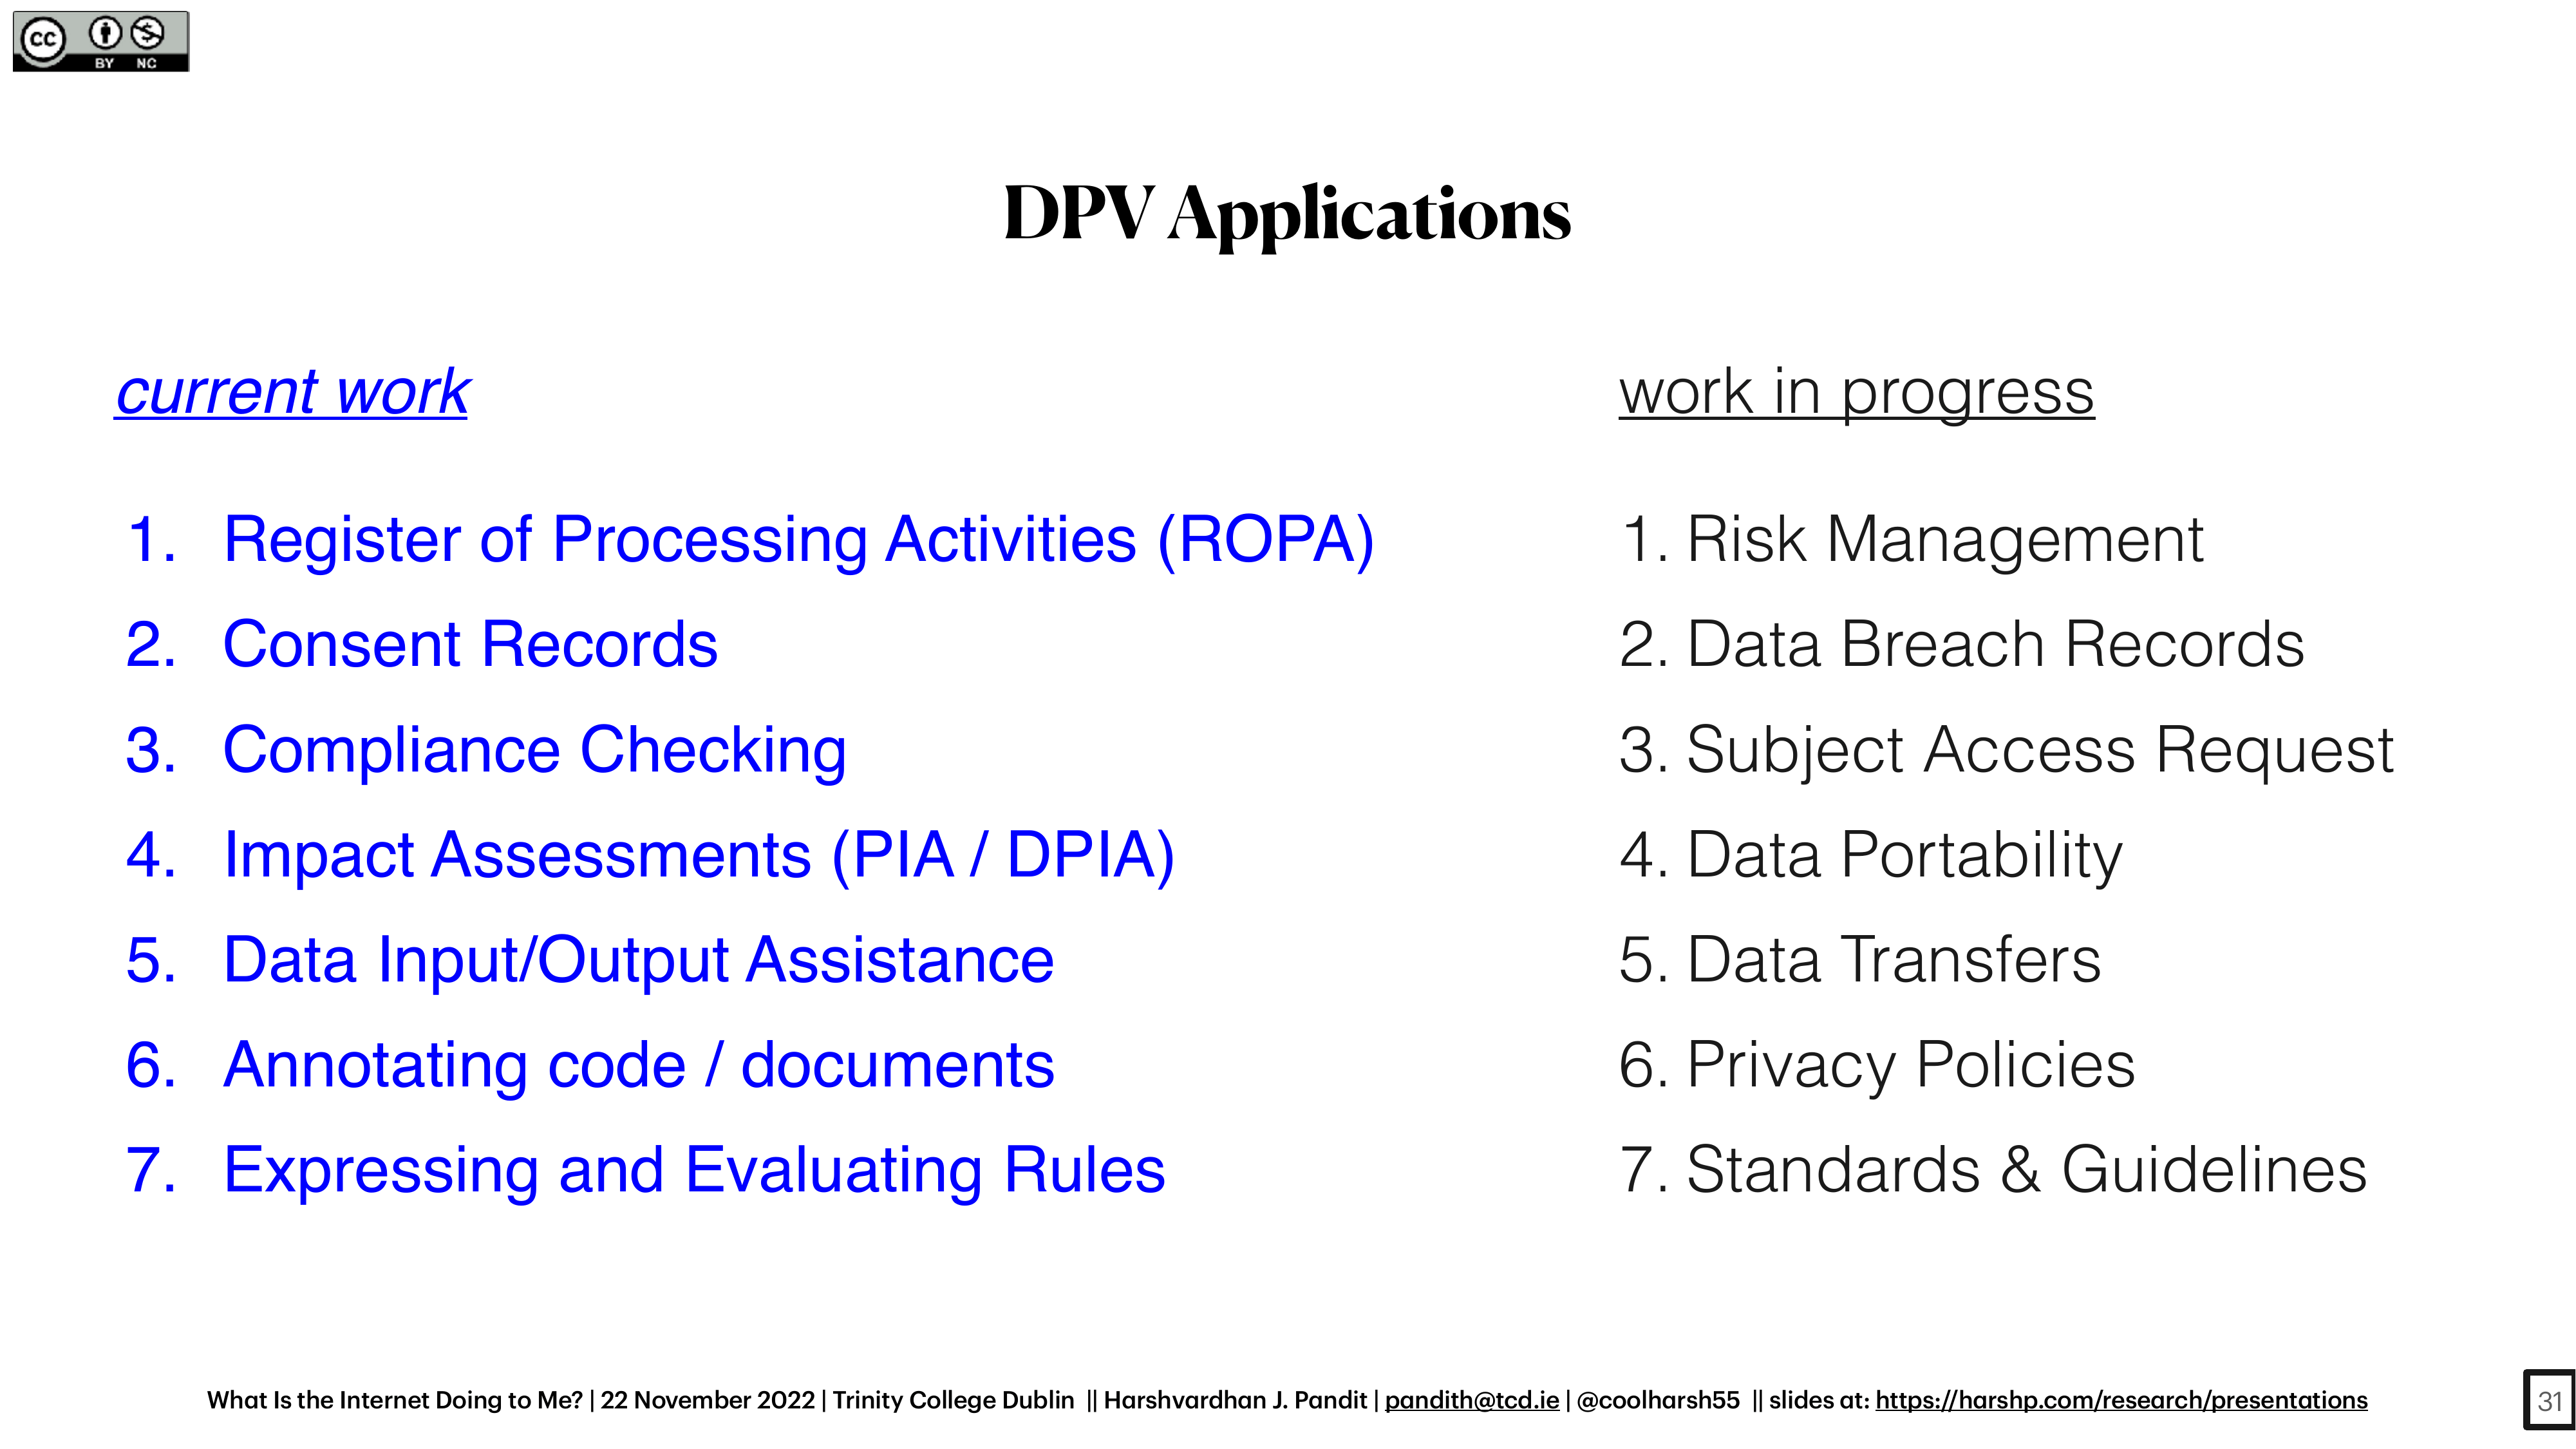 cc BY NC
DPV Applications
current work
1. Register of Processing Activities (ROPA)
2. Consent Records
3. Compliance Checking
4. Impact Assessments (PIA / DPIA)
5. Data Input/Output Assistance
6. Annotating code / documents
7. Expressing and Evaluating Rules
work in progress
1. Risk Management
2. Data Breach Records
3. Subject Access Request
4. Data Portability
5. Data Transfers
6. Privacy Policies
7. Standards & Guidelines
What Is the Internet Doing to Me? | 22 November 2022 | Trinity College Dublin || Harshvardhan J. Pandit | pandith@tcd.ie | @coolharsh55 || slides at: https://harshp.com/research/presentations
31